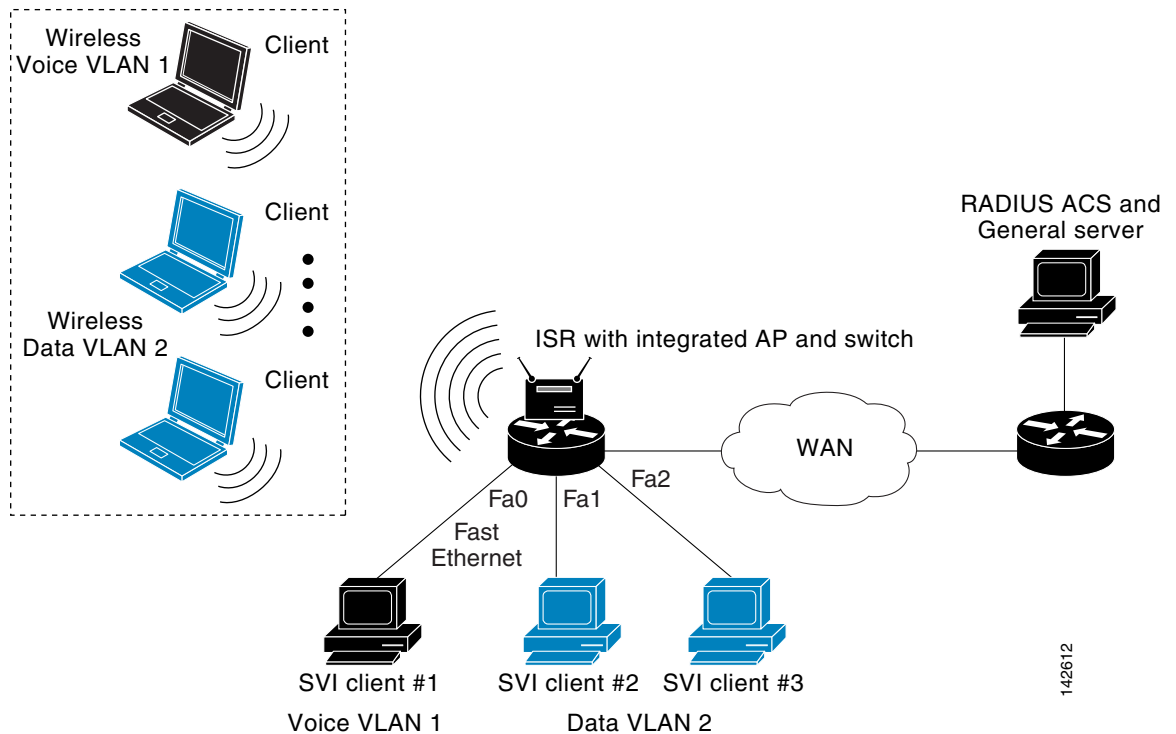 Wireless
Voice VLAN 1
Client
Client
Wireless
Data VLAN 2
Client
RADIUS ACS and
General server
ISR with integrated AP and switch
WAN
Fa0
Fa1
Fa2
Fast
Ethernet
SVI client #1
SVI client #2
SVI client #3
Voice VLAN 1
Data VLAN 2
142612